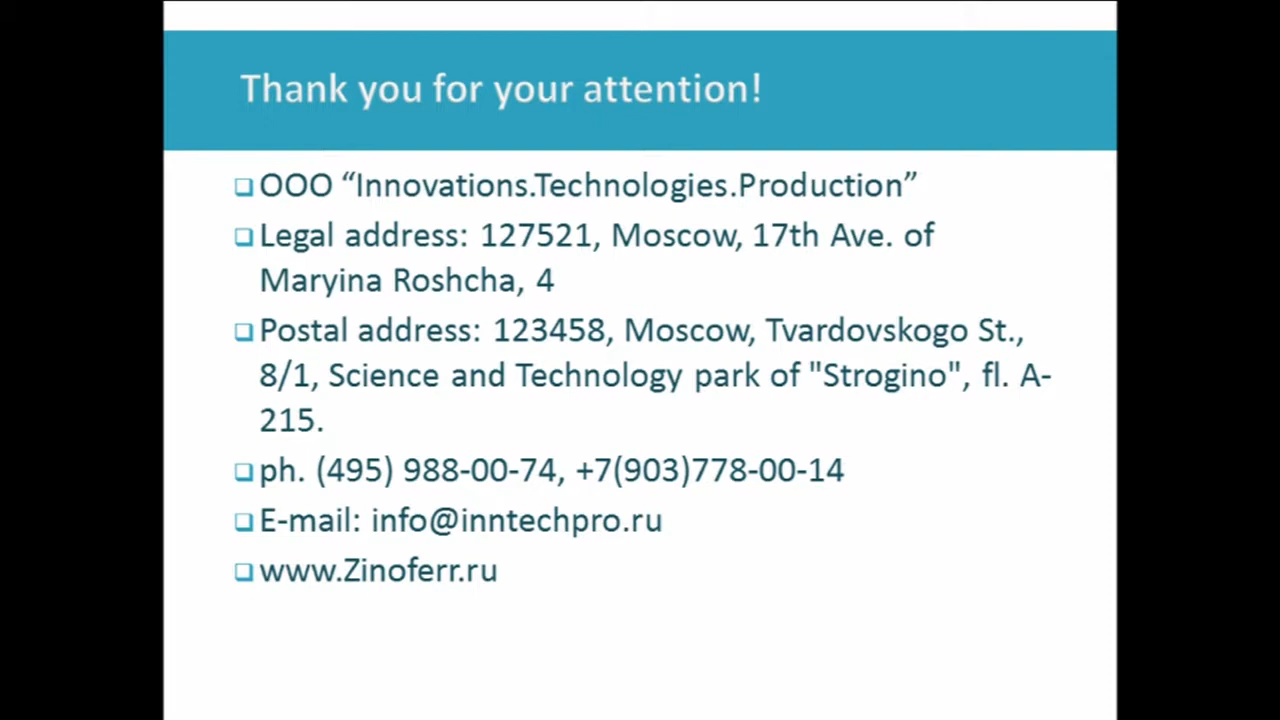 Thank you for your attention!
OOO “Innovations.Technologies.Production”
Legal address: 127521, Moscow, 17th Ave. of
Maryina Roshcha, 4
Postal address: 123458, Moscow, Tvardovskogo St.,
8/1, Science and Technology park of "Strogino", fl. A-
215.
ph. (495) 988-00-74, +7(903)778-00-14
E-mail: info@inntechpro.ru
www.Zinoferr.ru